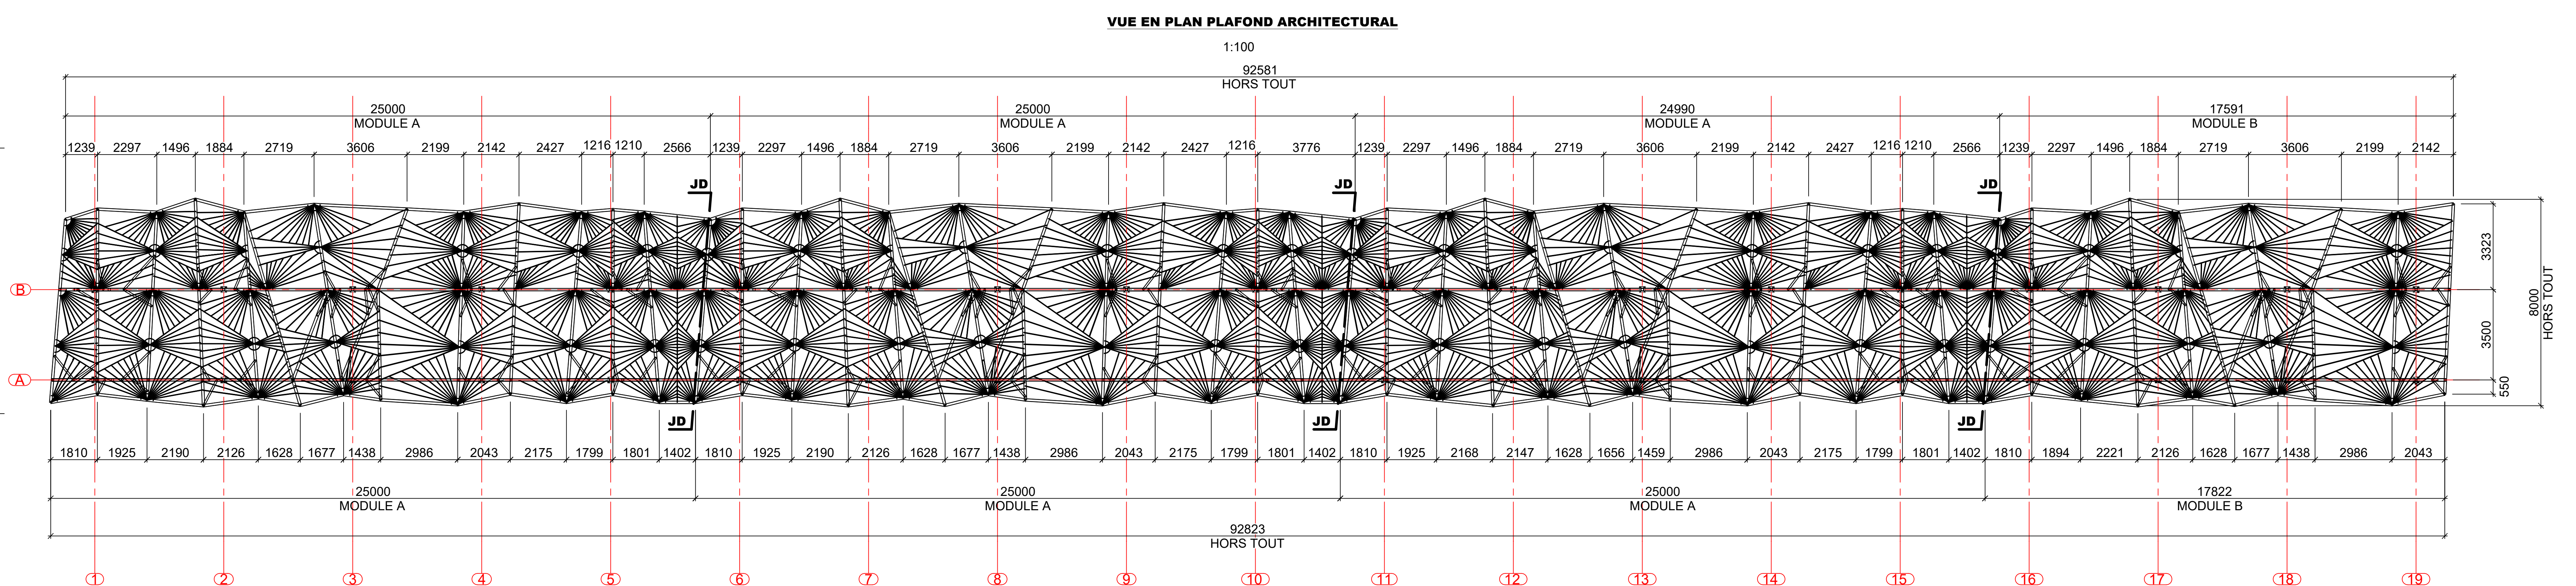 VUE EN PLAN PLAFOND ARCHITECTURAL
1:100
92581
HORS TOUT
25000 25000 24990 17591
MODULE A MODULE A MODULE A MODULE B
1239 2297 1496 1884 2719 3606 2199 2142 2427 1216 1210 2566 1239 2297 1496 1884 2719 3606 2199 2142 2427 1216 3776 1239 2297 1496 1884 2719 3606 2199 2142 2427 1216 1210 2566 1239 2297 1496 1884 2719 3606 2199 2142
JD JD JD
3323
B
8000
HORS TOUT
3500
A
550
JD JD JD
1810 1925 2190 2126 1628 1677 1438 2986 2043 2175 1799 1801 1402 1810 1925 2190 2126 1628 1677 1438 2986 2043 2175 1799 1801 1402 1810 1925 2168 2147 1628 1656 1459 2986 2043 2175 1799 1801 1402 1810 1894 2221 2126 1628 1677 1438 2986 2043
25000 25000 25000 17822
MODULE A MODULE A MODULE A MODULE B
92823
HORS TOUT
1 2 3 4 5 6 7 8 9 10 11 12 13 14 15 16 17 18 19